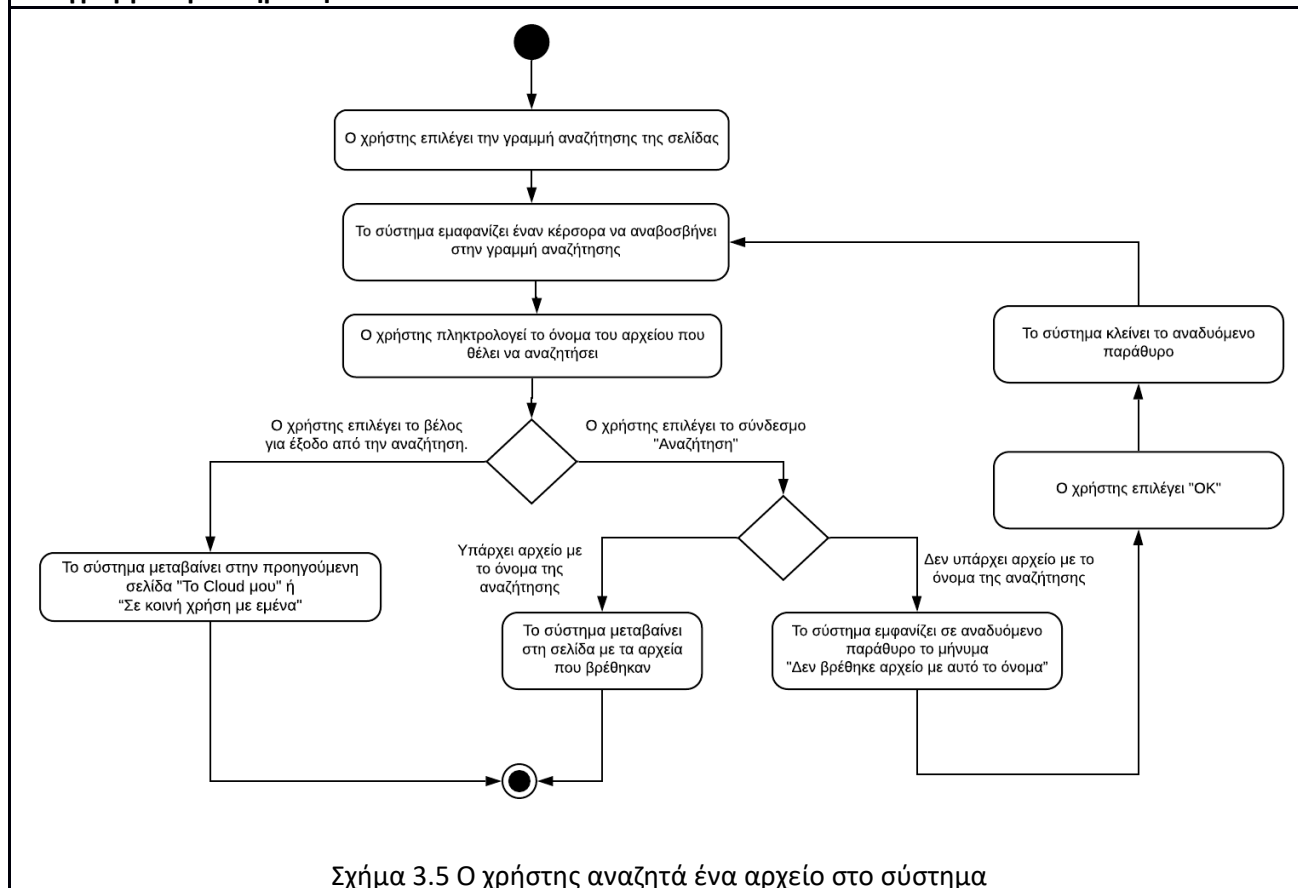 Ο χρήστης επιλέγει την γραμμή αναζήτησης της σελίδας
Το σύστημα εμαφανίζει έναν κέρσορα να αναβοσβήνει
στην γραμμή αναζήτησης
Ο χρήστης πληκτρολογεί το όνομα του αρχείου που
θέλει να αναζητήσει
Ο χρήστης επιλέγει το βέλος
για έξοδο από την αναζήτηση.
Ο χρήστης επιλέγει το σύνδεσμο
"Αναζήτηση"
Το σύστημα μεταβαίνει στην προηγούμενη
σελίδα "Το Cloud μου" ή
"Σε κοινή χρήση με εμένα"
Υπάρχει αρχείο με
το όνομα της
αναζήτησης
Δεν υπάρχει αρχείο με το
όνομα της αναζήτησης
Το σύστημα μεταβαίνει
στη σελίδα με τα αρχεία
που βρέθηκαν
Το σύστημα εμφανίζει σε αναδυόμενο
παράθυρο το μήνυμα
"Δεν βρέθηκε αρχείο με αυτό το όνομα"
Ο χρήστης επιλέγει "ΟΚ"
Το σύστημα κλείνει το αναδυόμενο
παράθυρο
Σχήμα 3.5 Ο χρήστης αναζητά ένα αρχείο στο σύστημα